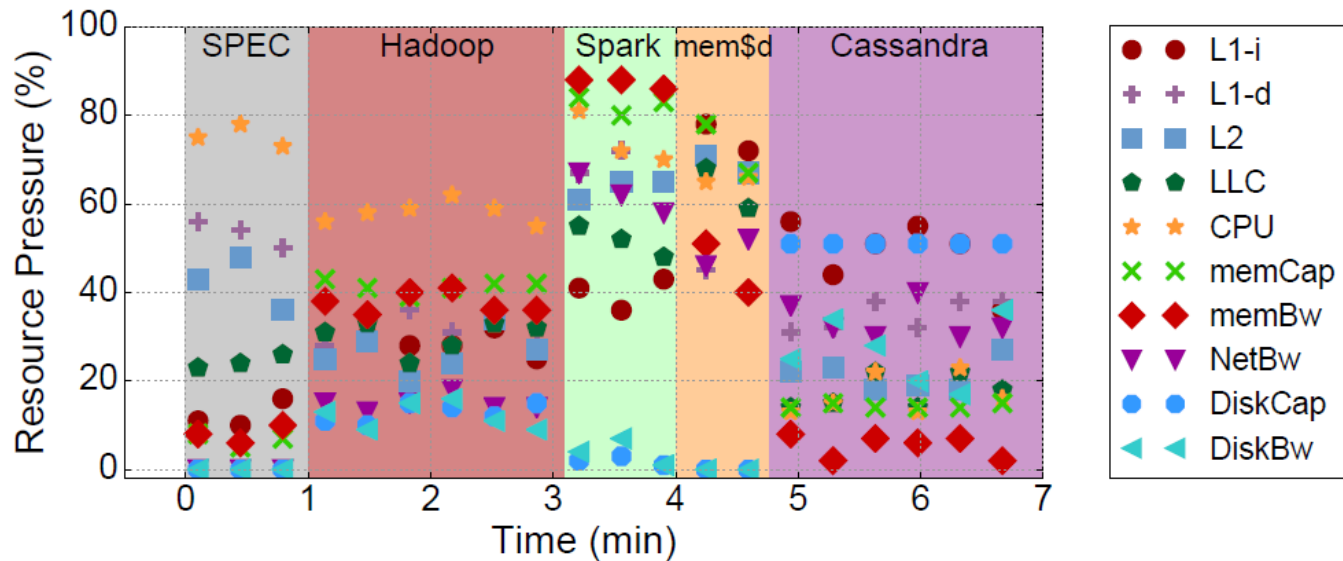 100
80
60
40
20
0
Resource Pressure (%)
SPEC Hadoop Spark mem$d Cassandra
0 1 2 3 4 5 6 7
Time (min)
L1-i
L1-d
L2
LLC
CPU
memCap
memBw
NetBw
DiskCap
DiskBw